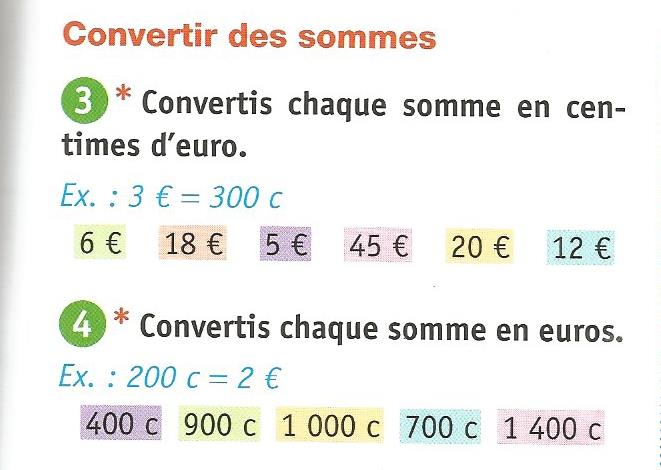 Convertir des sommes
3 * Convertis chaque somme en cen-
times d'euro.
Ex. : 3 € = 300 c
6 € 18 € 5 € 45 € 20 € 12 €
4 * Convertis chaque somme en euros.
Ex. : 200 c = 2 €
400 c 900 c 1 000 c 700 c 1 400 c